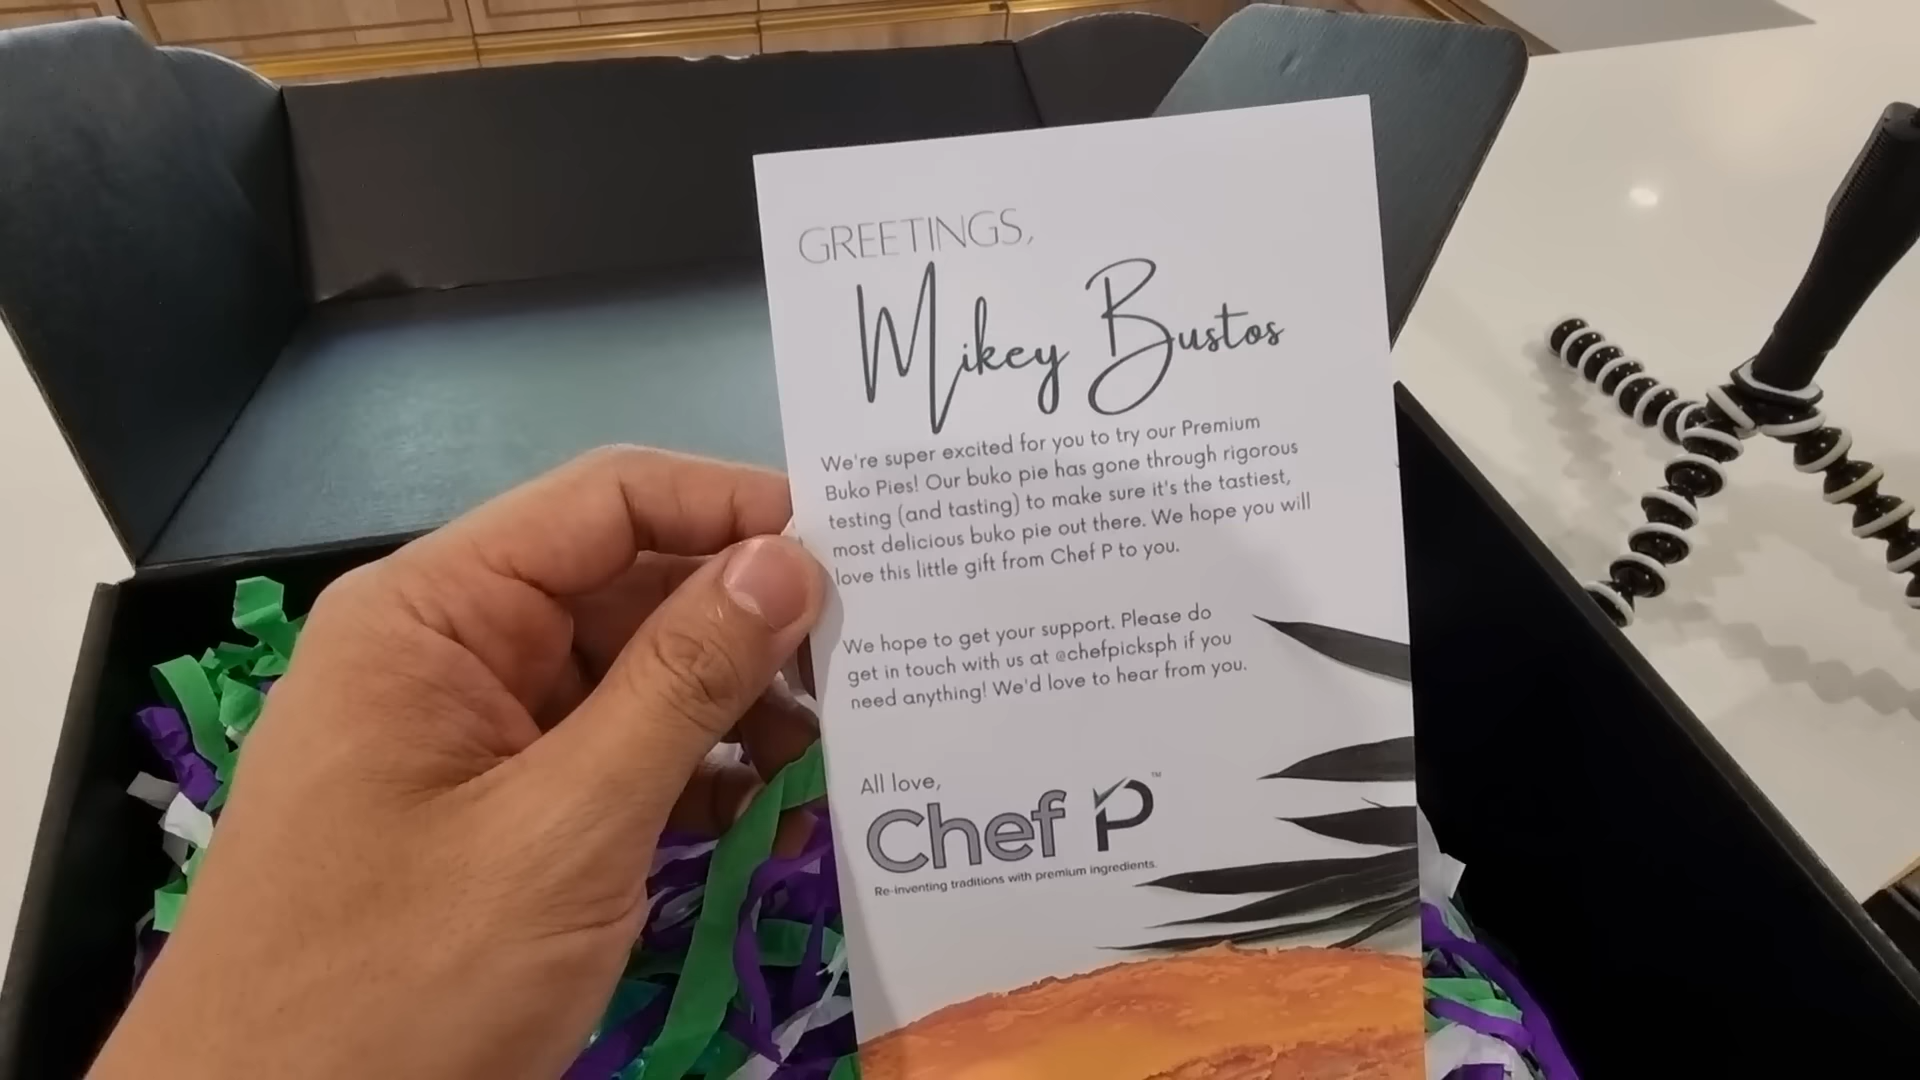 GREETINGS,
Mikey Bustos
We're super excited for you to try our Premium
Buko Pies! Our buko pie has gone through rigorous
testing (and tasting) to make sure it's the tastiest,
most delicious buko pie out there. We hope you will
love this little gift from Chef P to you.
We hope to get your support. Please do
get in touch with us at @chefpicksph if you
need anything! We'd love to hear from you.
All love,
Chef P™
Re-inventing traditions with premium ingredients.